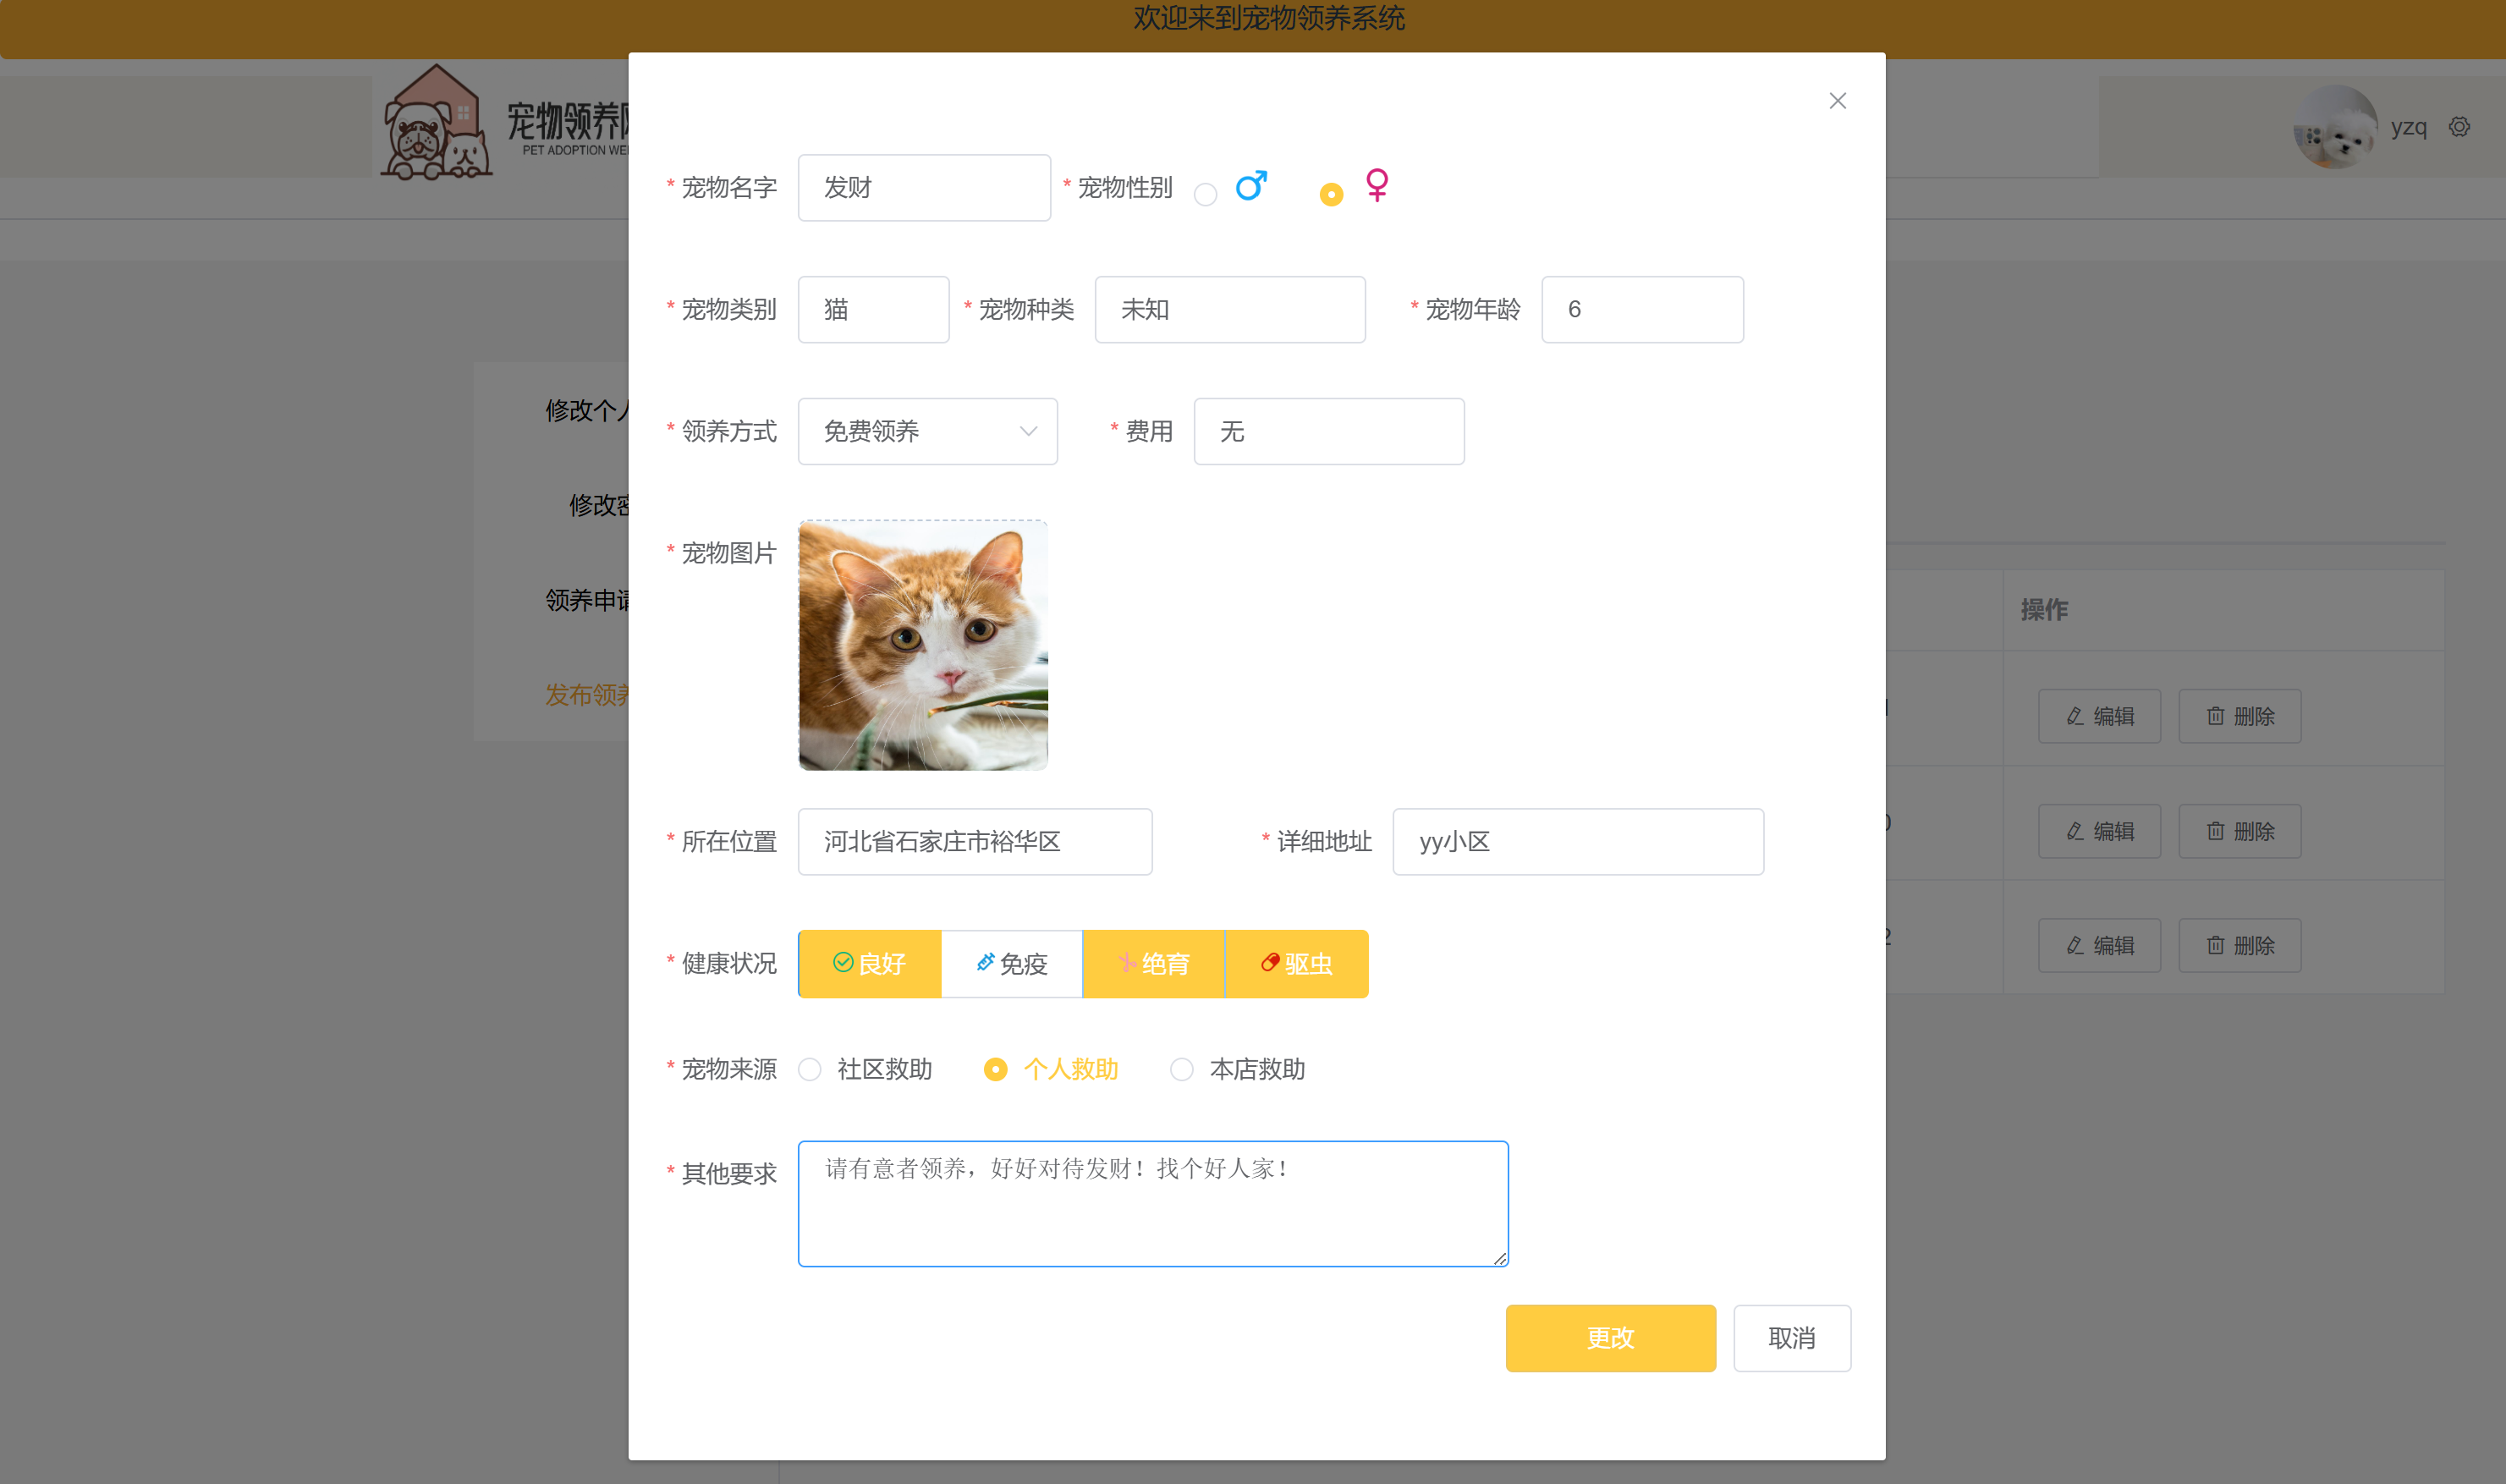 欢迎来到宠物领养系统
宠物领养
PET ADOPTION WE
yzq
* 宠物名字 发财 * 宠物性别
* 宠物类别 猫 * 宠物种类 未知 * 宠物年龄 6
修改个人
* 领养方式 免费领养 * 费用 无
修改密
* 宠物图片
领养申请
操作
发布领养
编辑 删除
编辑 删除
* 所在位置 河北省石家庄市裕华区 * 详细地址 yy小区
编辑 删除
* 健康状况 良好 免疫 绝育 驱虫
* 宠物来源 社区救助 个人救助 本店救助
* 其他要求 请有意者领养，好好对待发财！找个好人家！
更改 取消